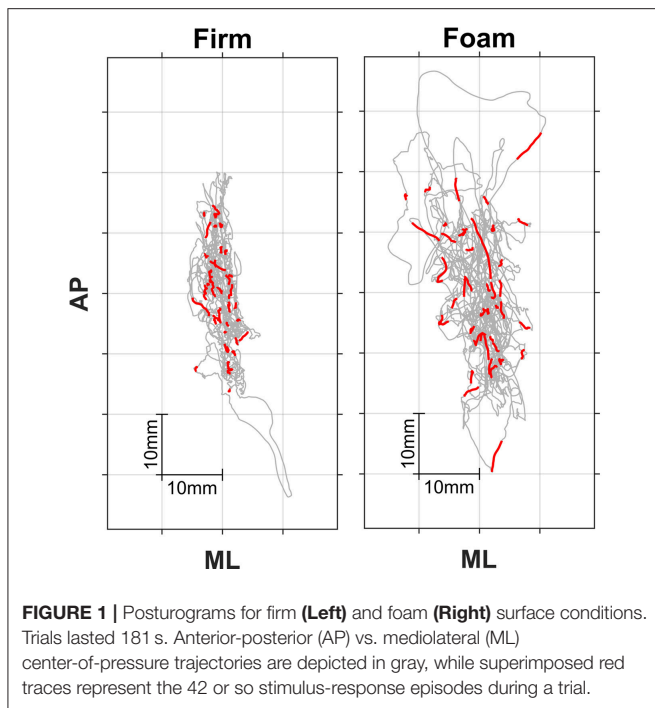 Firm
Foam
AP
10mm
10mm
10mm
10mm
ML
ML
FIGURE 1 | Posturograms for firm (Left) and foam (Right) surface conditions.
Trials lasted 181 s. Anterior-posterior (AP) vs. mediolateral (ML)
center-of-pressure trajectories are depicted in gray, while superimposed red
traces represent the 42 or so stimulus-response episodes during a trial.